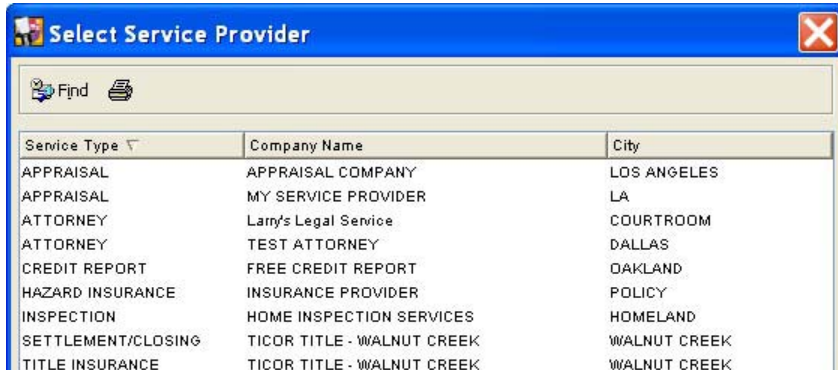 Select Service Provider
Find
Service Type Company Name City
APPRAISAL APPRAISAL COMPANY LOS ANGELES
APPRAISAL MY SERVICE PROVIDER LA
ATTORNEY Larry's Legal Service COURTROOM
ATTORNEY TEST ATTORNEY DALLAS
CREDIT REPORT FREE CREDIT REPORT OAKLAND
HAZARD INSURANCE INSURANCE PROVIDER POLICY
INSPECTION HOME INSPECTION SERVICES HOMELAND
SETTLEMENT/CLOSING TICOR TITLE - WALNUT CREEK WALNUT CREEK
TITLE INSURANCE TICOR TITLE - WALNUT CREEK WALNUT CREEK